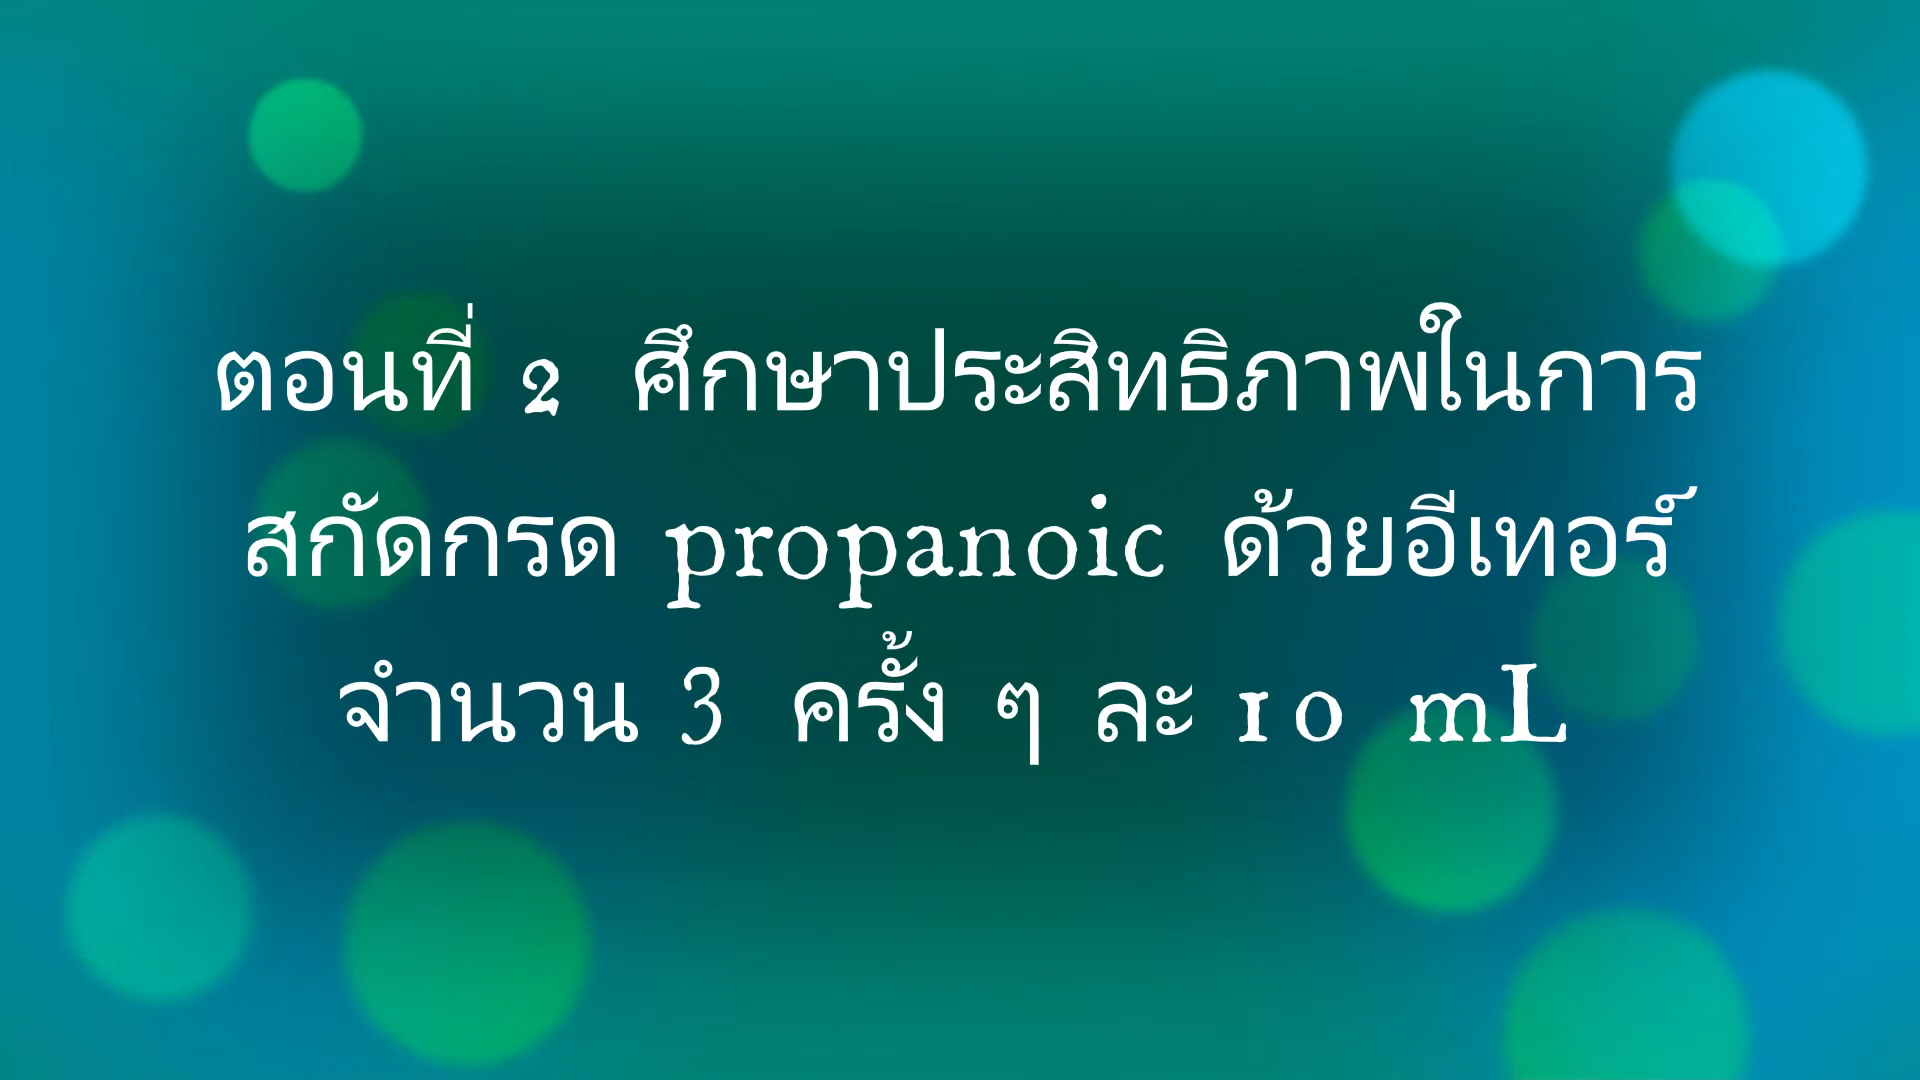 ตอนที่ 2 ศึกษาประสิทธิภาพในการ
สกัดกรด propanoic ด้วยอีเทอร์
จำนวน 3 ครั้ง ๆ ละ 10 mL